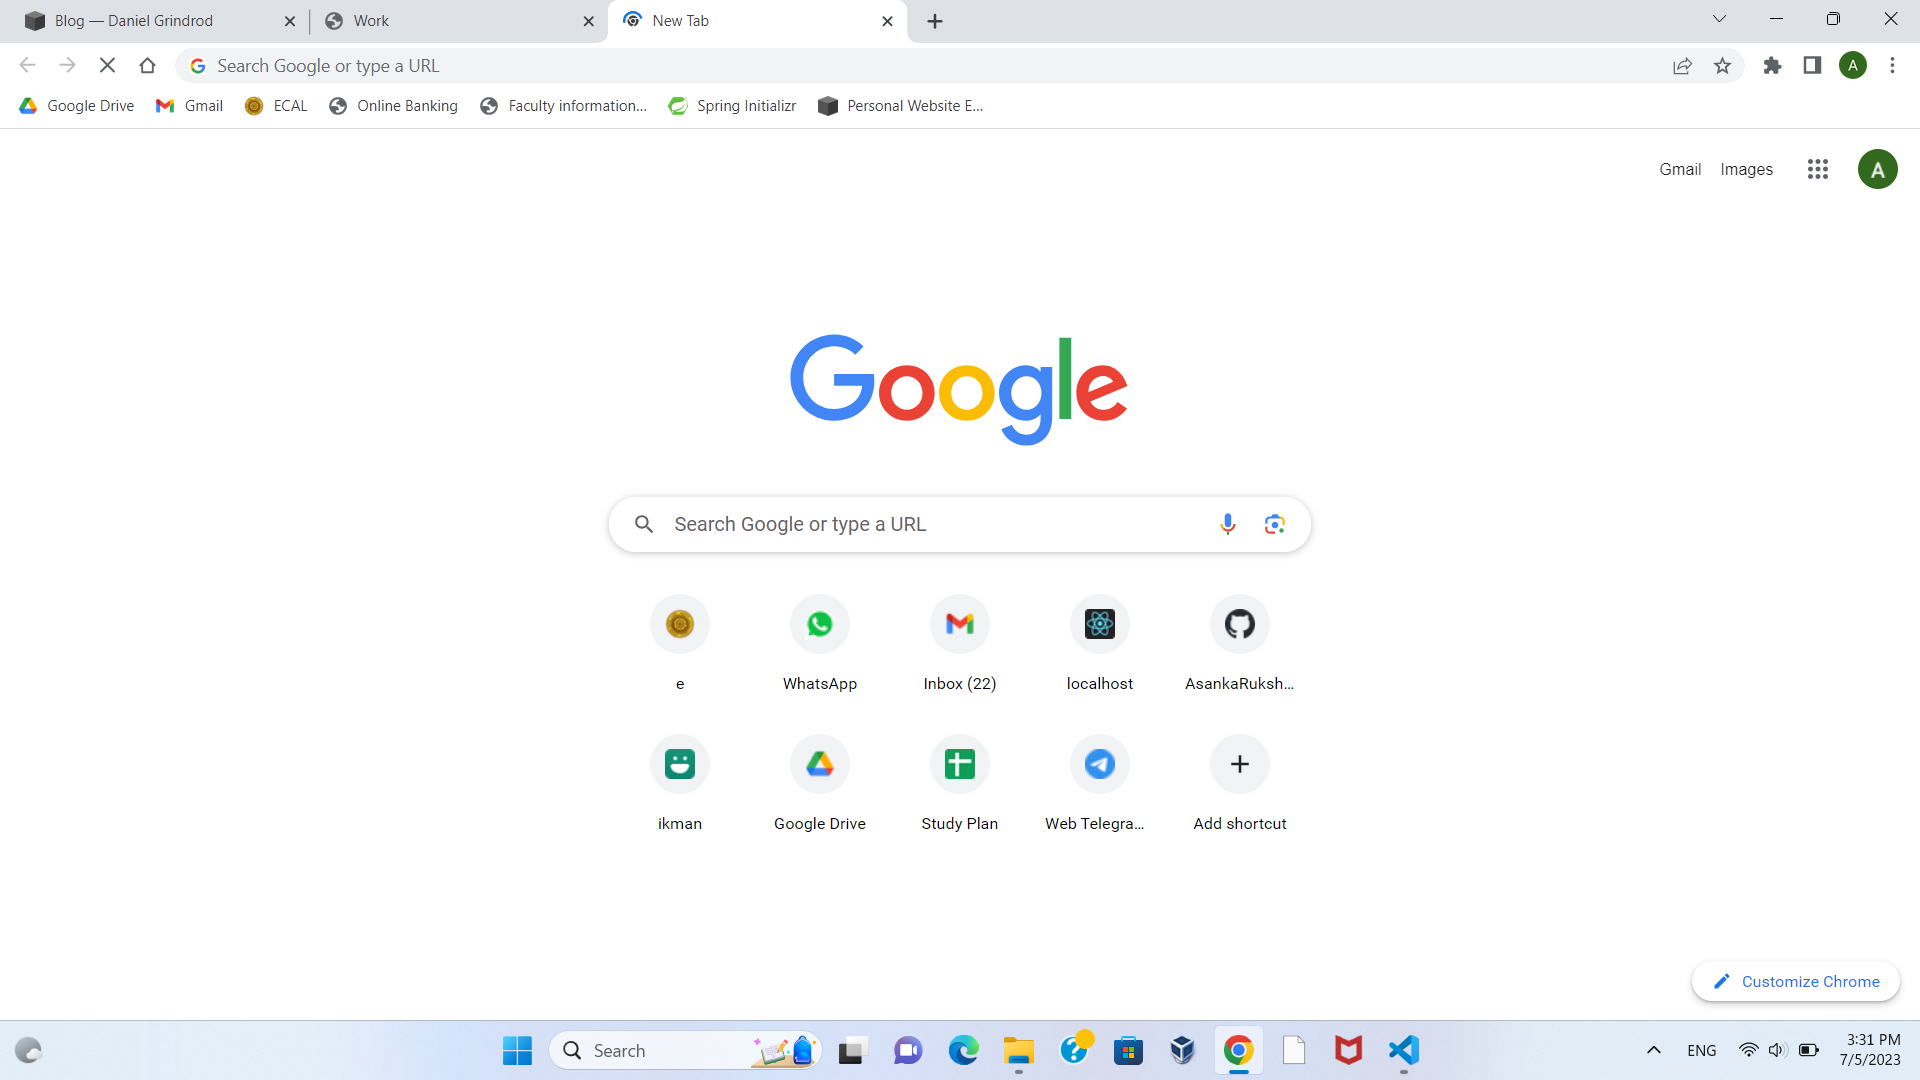 Blog — Daniel Grindrod
Work
New Tab
Search Google or type a URL
A
Google Drive
Gmail
ECAL
Online Banking
Faculty information...
Spring Initializr
Personal Website E...
Gmail
Images
A
Google
Search Google or type a URL
e
WhatsApp
Inbox (22)
localhost
AsankaRuksh...
ikman
Google Drive
Study Plan
Web Telegra...
Add shortcut
Customize Chrome
Search
ENG
3:31 PM
7/5/2023